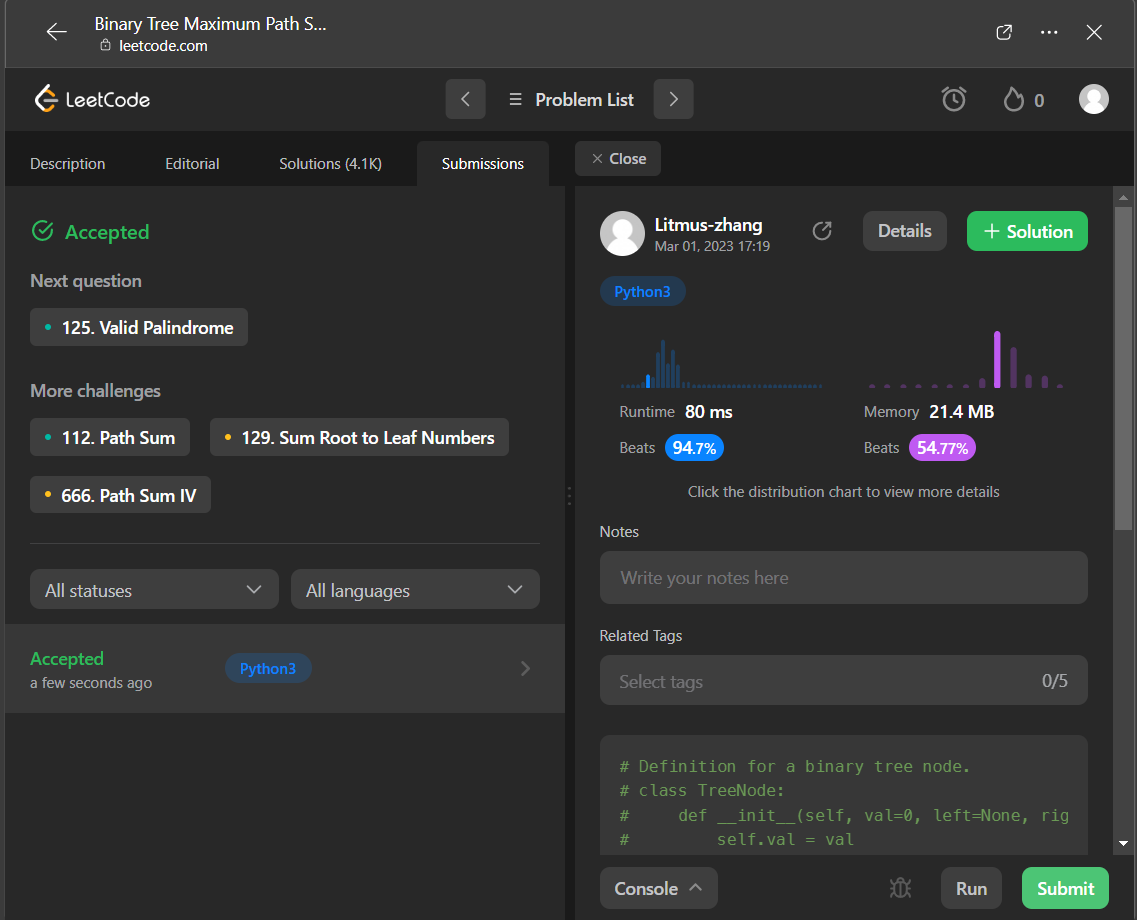 Binary Tree Maximum Path S...
leetcode.com
LeetCode
Problem List
0
Description
Editorial
Solutions (4.1K)
Submissions
Close
Accepted
Next question
125. Valid Palindrome
More challenges
112. Path Sum
129. Sum Root to Leaf Numbers
666. Path Sum IV
All statuses
All languages
Accepted
a few seconds ago
Python3
Litmus-zhang
Mar 01, 2023 17:19
Details
+ Solution
Python3
Runtime 80 ms
Beats 94.7%
Memory 21.4 MB
Beats 54.77%
Click the distribution chart to view more details
Notes
Write your notes here
Related Tags
Select tags
0/5
# Definition for a binary tree node.
# class TreeNode:
#     def __init__(self, val=0, left=None, rig
#         self.val = val
Console
Run
Submit